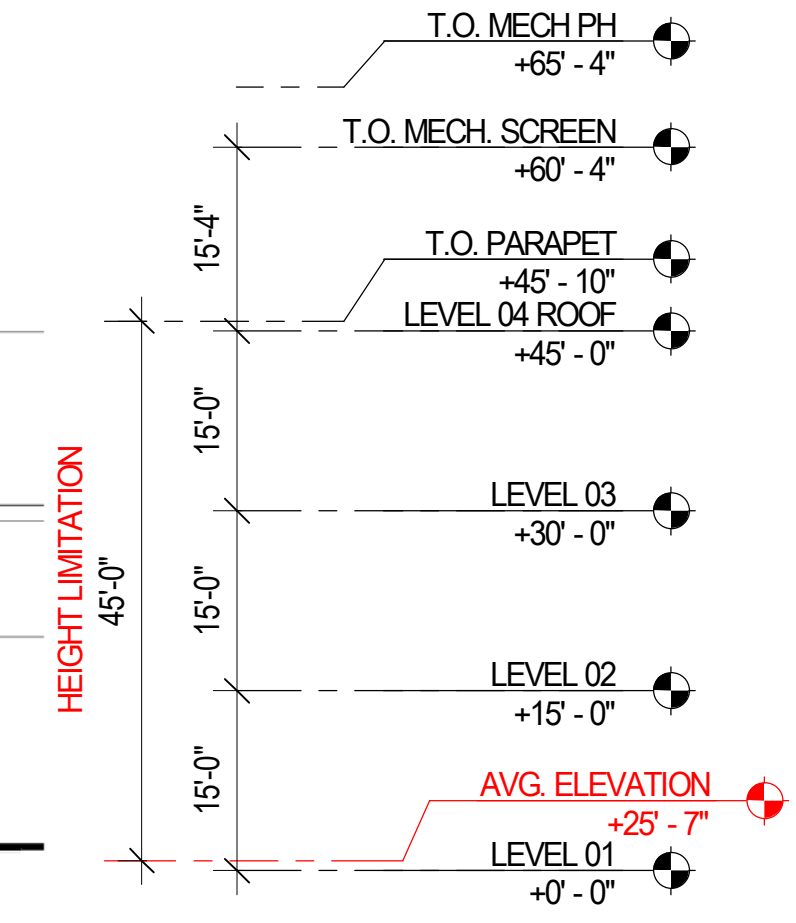 T.O. MECH PH
+65' - 4"
T.O. MECH. SCREEN
+60' - 4"
15'-4"
T.O. PARAPET
+45' - 10"
LEVEL 04 ROOF
+45' - 0"
15'-0"
HEIGHT LIMITATION
45'-0"
LEVEL 03
+30' - 0"
15'-0"
LEVEL 02
+15' - 0"
15'-0"
AVG. ELEVATION
+25' - 7"
LEVEL 01
+0' - 0"